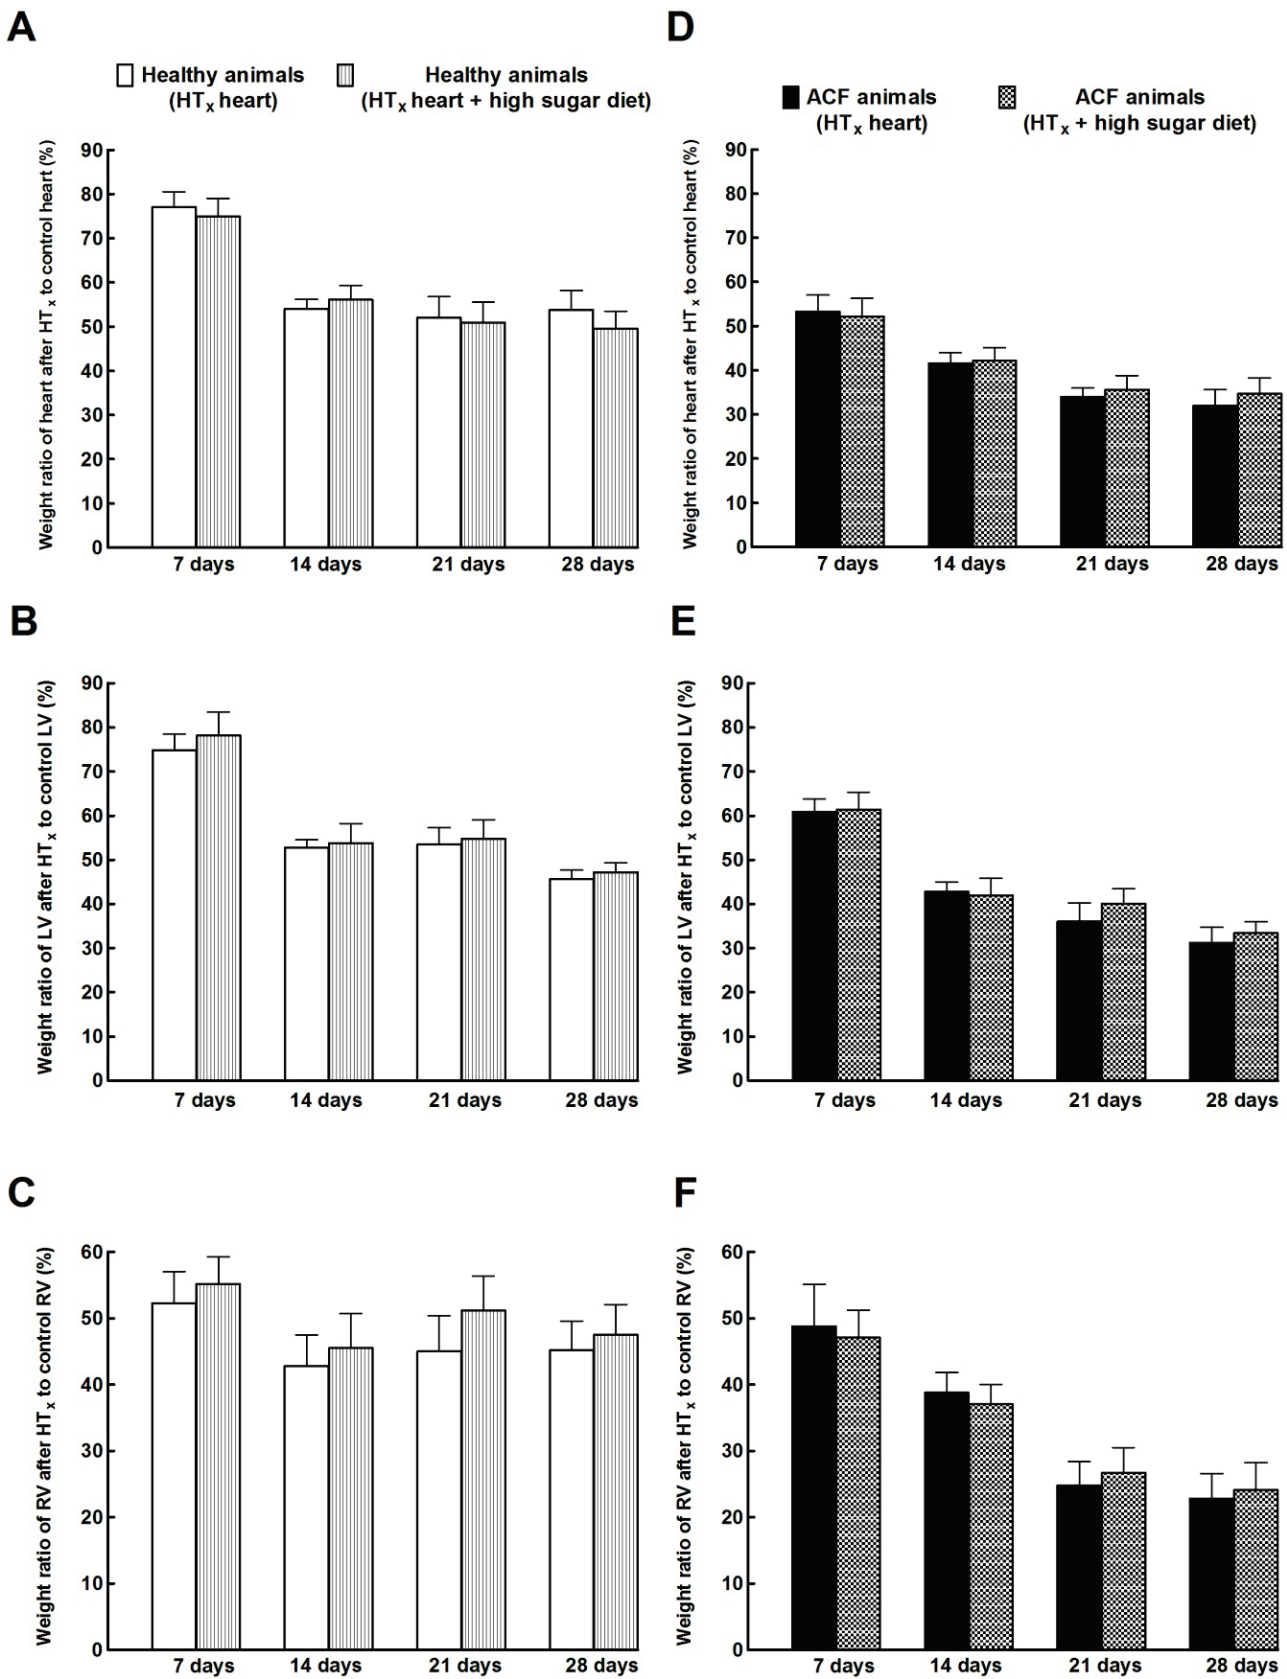 A
Healthy animals
(HTx heart)
Healthy animals
(HTx heart + high sugar diet)
Weight ratio of heart after HTx to control heart (%)
90
80
70
60
50
40
30
20
10
0
7 days
14 days
21 days
28 days
D
ACF animals
(HTx heart)
ACF animals
(HTx + high sugar diet)
Weight ratio of heart after HTx to control heart (%)
90
80
70
60
50
40
30
20
10
0
7 days
14 days
21 days
28 days
B
Weight ratio of LV after HTx to control LV (%)
90
80
70
60
50
40
30
20
10
0
7 days
14 days
21 days
28 days
E
Weight ratio of LV after HTx to control LV (%)
90
80
70
60
50
40
30
20
10
0
7 days
14 days
21 days
28 days
C
Weight ratio of RV after HTx to control RV (%)
60
50
40
30
20
10
0
7 days
14 days
21 days
28 days
F
Weight ratio of RV after HTx to control RV (%)
60
50
40
30
20
10
0
7 days
14 days
21 days
28 days